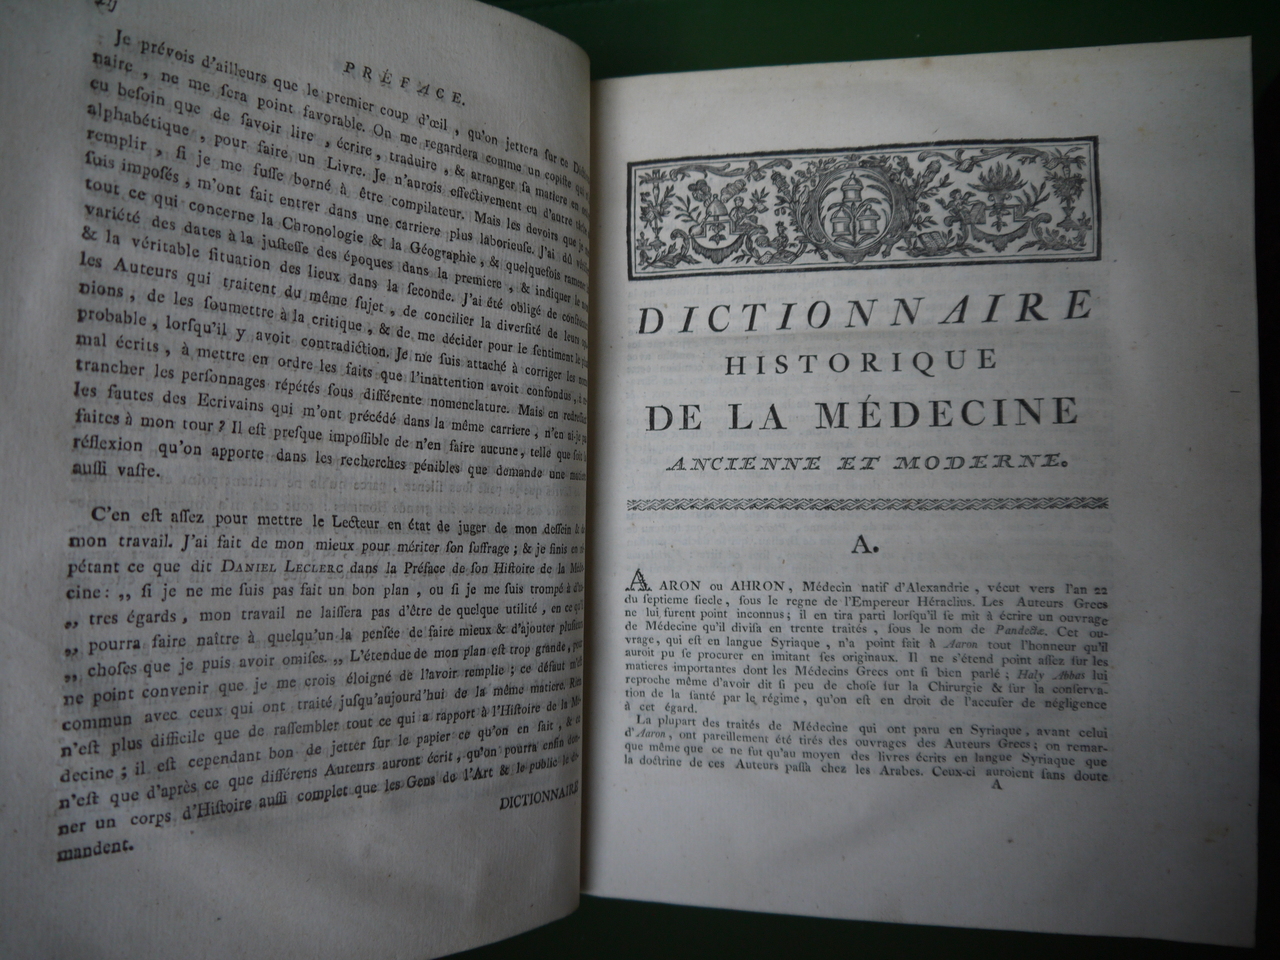 PRÉFACE.
Je prévois d'ailleurs que le premier coup d'œil, qu'on jettera ſur ce
naire, ne me ſera point favorable. On me regardera comme un copiſte qui
eu beſoin que de ſavoir lire, écrire, traduire, & arranger ſa matiere en
alphabétique, pour faire un Livre. Je n'aurois effectivement eu d'autre
remplir, ſi je me fuſſe borné à être compilateur. Mais les devoirs que je
ſuis impoſés, m'ont fait entrer dans une carriere plus laborieuſe. J'ai dû
tout ce qui concerne la Chronologie & la Géographie, & quelquefois
variété des dates à la juſteſſe des époques dans la premiere, & indiquer le
& la véritable ſituation des lieux dans la ſeconde. J'ai été obligé de
les Auteurs qui traitent du même ſujet, de concilier la diverſité de leurs
nions, de les ſoumettre à la critique, & de me décider pour le ſentiment le
probable, lorſqu'il y avoit contradiction. Je me ſuis attaché à corriger les
mal écrits, à mettre en ordre les faits que l'inattention avoit confondus,
trancher les perſonnages répétés ſous différente nomenclature. Mais en
les fautes des Ecrivains qui m'ont précédé dans la même carriere, n'en ai-je
faites à mon tour? Il eſt preſque impoſſible de n'en faire aucune, telle que ſoit la
réflexion qu'on apporte dans les recherches pénibles que demande une matiere
auſſi vaſte.
C'en eſt aſſez pour mettre le Lecteur en état de juger de mon deſſein & de
mon travail. J'ai fait de mon mieux pour mériter ſon ſuffrage; & je finis en
pétant ce que dit DANIEL LECLERC dans la Préface de ſon Hiſtoire de la
cine: „ ſi je ne me ſuis pas fait un bon plan, ou ſi je me ſuis trompé à
„ tres égards, mon travail ne laiſſera pas d'être de quelque utilité, en ce qu'il
„ pourra faire naître à quelqu'un la penſée de faire mieux & d'ajouter pluſieurs
„ choſes que je puis avoir omiſes. „ L'étendue de mon plan eſt trop grande, pour
ne point convenir que je me crois éloigné de l'avoir remplie; ce défaut m'eſt
commun avec ceux qui ont traité juſqu'aujourd'hui de la même matiere. Rien
n'eſt plus difficile que de raſſembler tout ce qui a rapport à l'Hiſtoire de la
decine; il eſt cependant bon de jetter ſur le papier ce qu'on en ſait, & ce
n'eſt que d'après ce que différens Auteurs auront écrit, qu'on pourra enfin
ner un corps d'Hiſtoire auſſi complet que les Gens de l'Art & le public le
mandent.
DICTIONNAIRE
DICTIONNAIRE
HISTORIQUE
DE LA MÉDECINE
ANCIENNE ET MODERNE.
A.
AARON OU AHRON, Médecin natif d'Alexandrie, vécut vers l'an 22
du ſeptieme ſiecle, ſous le regne de l'Empereur Héraclius. Les Auteurs Grecs
ne lui furent point inconnus; il en tira parti lorſqu'il ſe mit à écrire un ouvrage
de Médecine qu'il diviſa en trente traités, ſous le nom de Pandectæ. Cet ou-
vrage, qui eſt en langue Syriaque, n'a point fait à Aaron tout l'honneur qu'il
auroit pu ſe procurer en imitant ſes originaux. Il ne s'étend point aſſez ſur les
matieres importantes dont les Médecins Grecs ont ſi bien parlé; Haly Abbas lui
reproche même d'avoir dit ſi peu de choſe ſur la Chirurgie & ſur la conſerva-
tion de la ſanté par le régime, qu'on eſt en droit de l'accuſer de négligence
à cet égard.
La plupart des traités de Médecine qui ont paru en Syriaque, avant celui
d'Aaron, ont pareillement été tirés des ouvrages des Auteurs Grecs; on remar-
que même que ce ne fut qu'au moyen des livres écrits en langue Syriaque que
la doctrine de ces Auteurs paſſa chez les Arabes. Ceux-ci auroient ſans doute
A